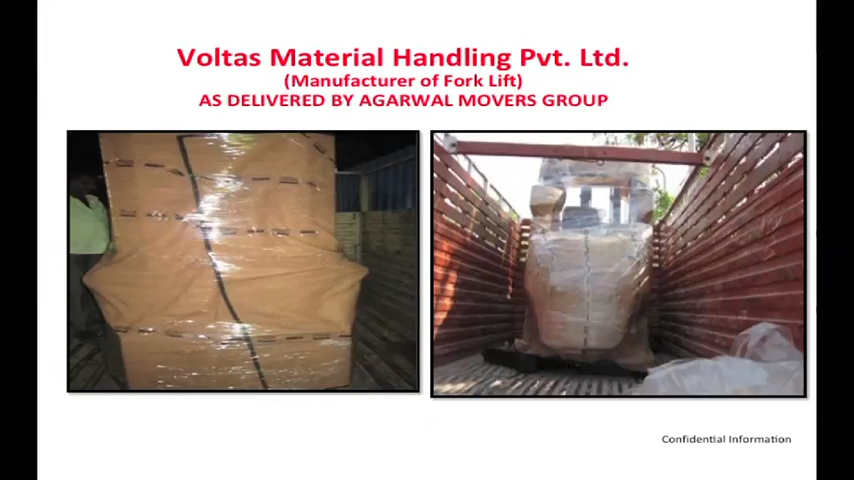 Voltas Material Handling Pvt. Ltd.
(Manufacturer of Fork Lift)
AS DELIVERED BY AGARWAL MOVERS GROUP
Confidential Information